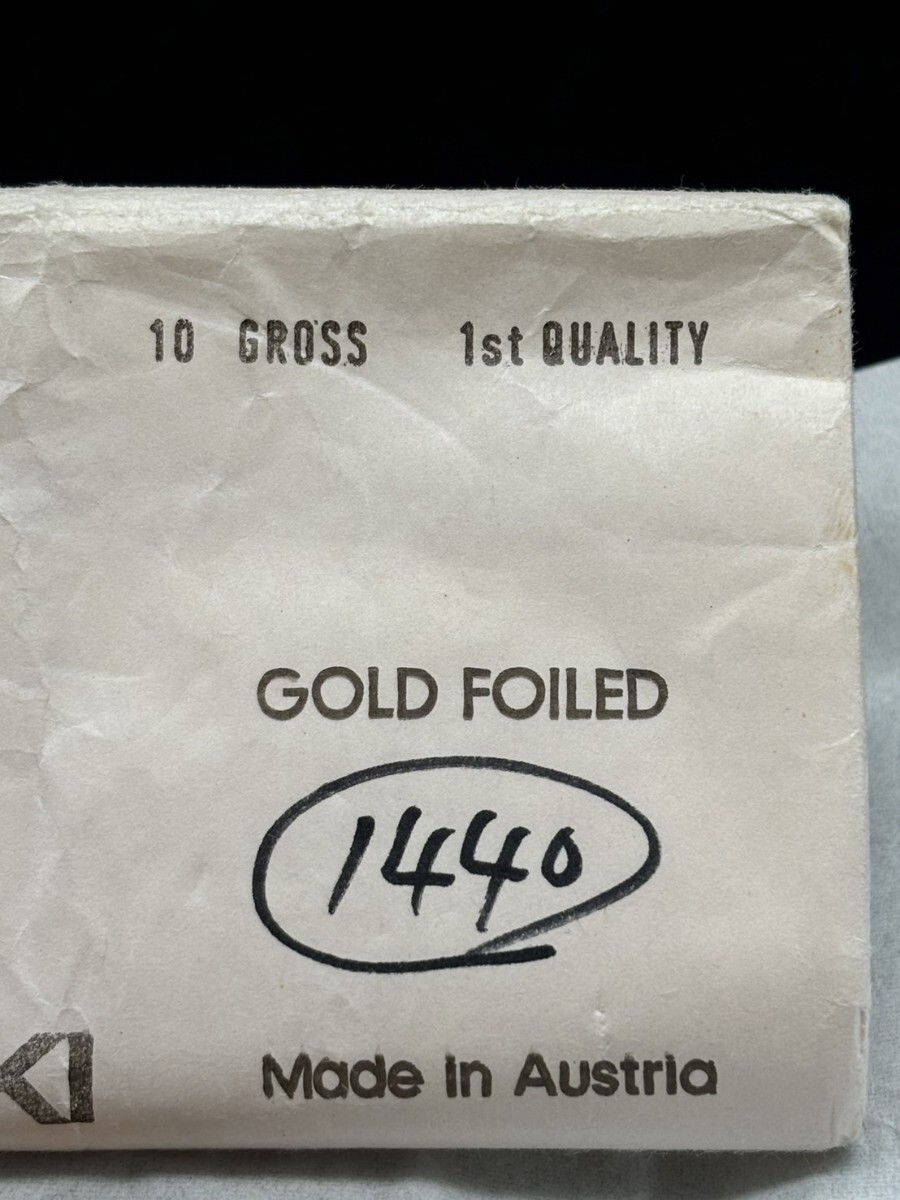 10 GROSS 1st QUALITY
GOLD FOILED
1440
Made in Austria